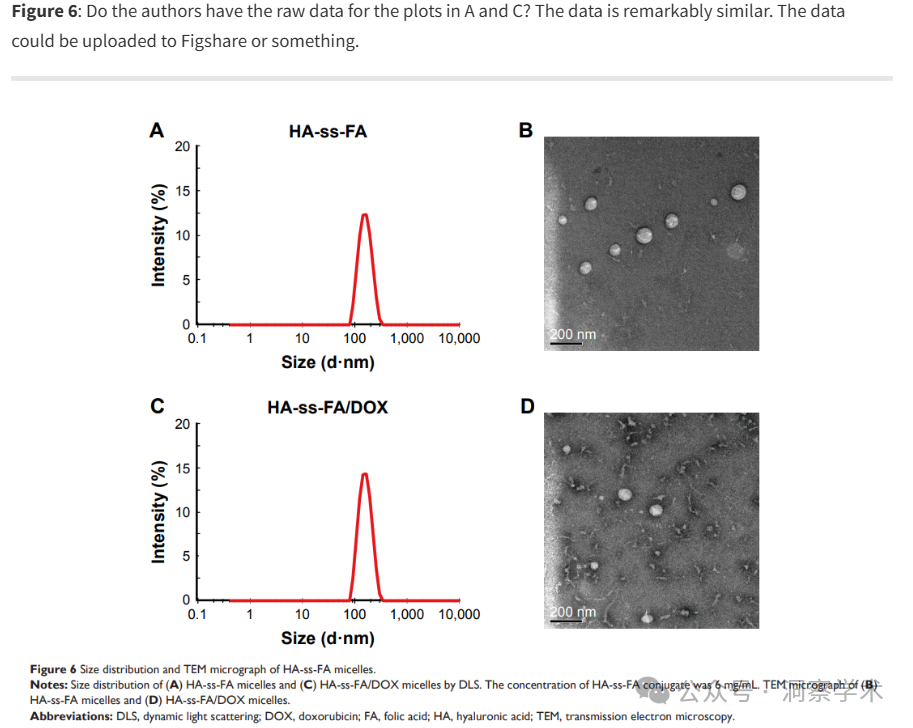 Figure 6: Do the authors have the raw data for the plots in A and C? The data is remarkably similar. The data
could be uploaded to Figshare or something.
A
HA-ss-FA
B
20
15
10
5
0
Intensity (%)
0.1 1 10 100 1,000 10,000
Size (d·nm)
200 nm
C
HA-ss-FA/DOX
D
20
15
10
5
0
Intensity (%)
0.1 1 10 100 1,000 10,000
Size (d·nm)
200 nm
Figure 6 Size distribution and TEM micrograph of HA-ss-FA micelles.
Notes: Size distribution of (A) HA-ss-FA micelles and (C) HA-ss-FA/DOX micelles by DLS. The concentration of HA-ss-FA conjugate was 6 mg/mL. TEM micrograph of (B)
HA-ss-FA micelles and (D) HA-ss-FA/DOX micelles.
公众号 · 洞察学术
Abbreviations: DLS, dynamic light scattering; DOX, doxorubicin; FA, folic acid; HA, hyaluronic acid; TEM, transmission electron microscopy.